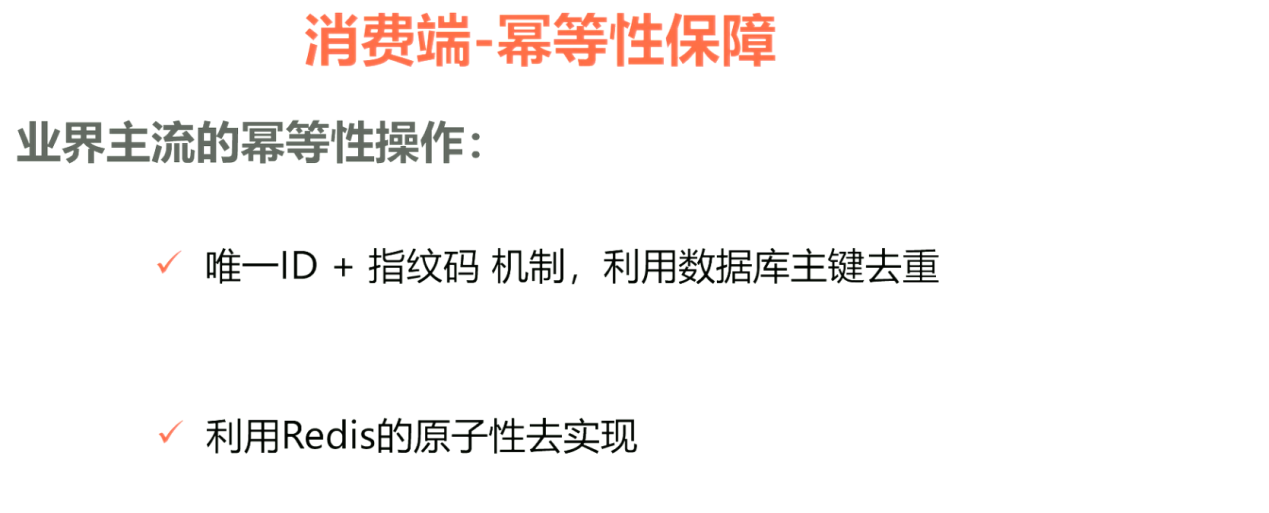 消费端-幂等性保障
业界主流的幂等性操作：
唯一ID + 指纹码 机制，利用数据库主键去重
利用Redis的原子性去实现